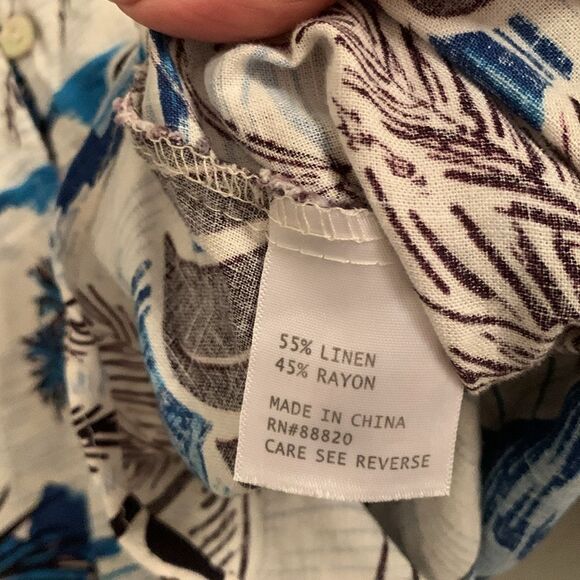 55% LINEN
45% RAYON
MADE IN CHINA
RN#88820
CARE SEE REVERSE